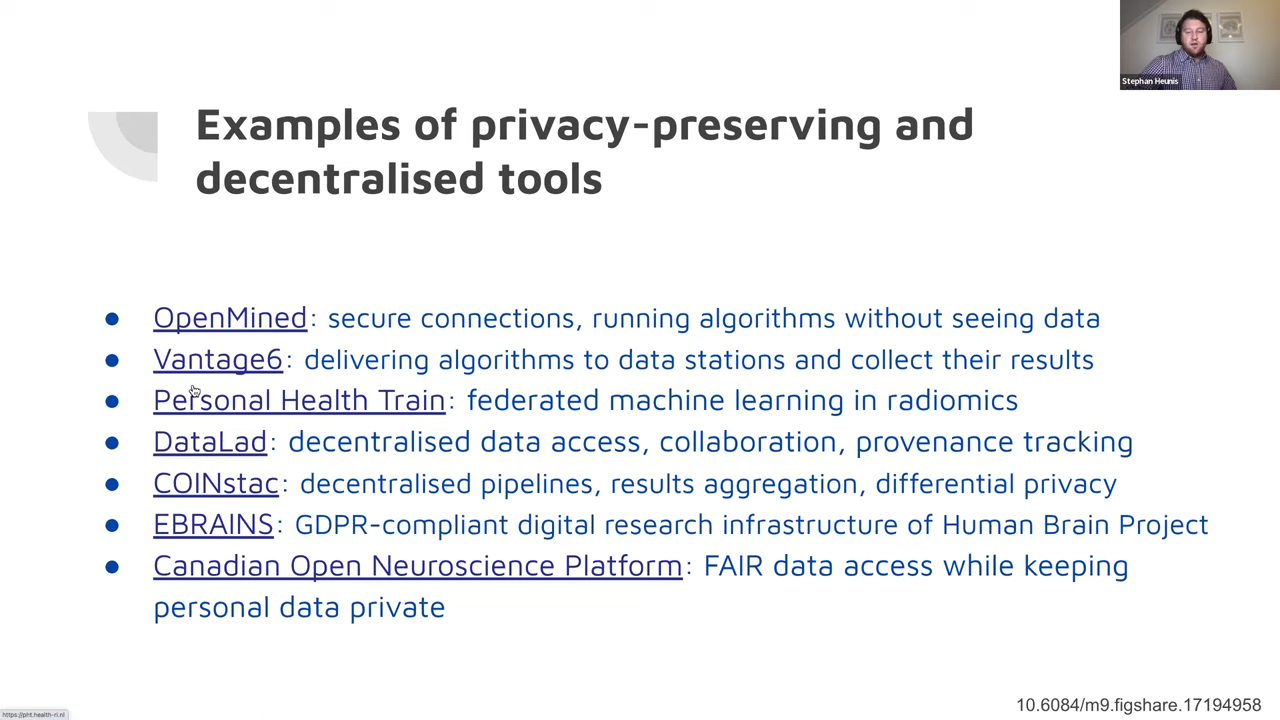 Stephan Heunis
Examples of privacy-preserving and
decentralised tools
● OpenMined: secure connections, running algorithms without seeing data
● Vantage6: delivering algorithms to data stations and collect their results
● Personal Health Train: federated machine learning in radiomics
● DataLad: decentralised data access, collaboration, provenance tracking
● COINstac: decentralised pipelines, results aggregation, differential privacy
● EBRAINS: GDPR-compliant digital research infrastructure of Human Brain Project
● Canadian Open Neuroscience Platform: FAIR data access while keeping
personal data private
10.6084/m9.figshare.17194958
https://pht.health-ri.nl